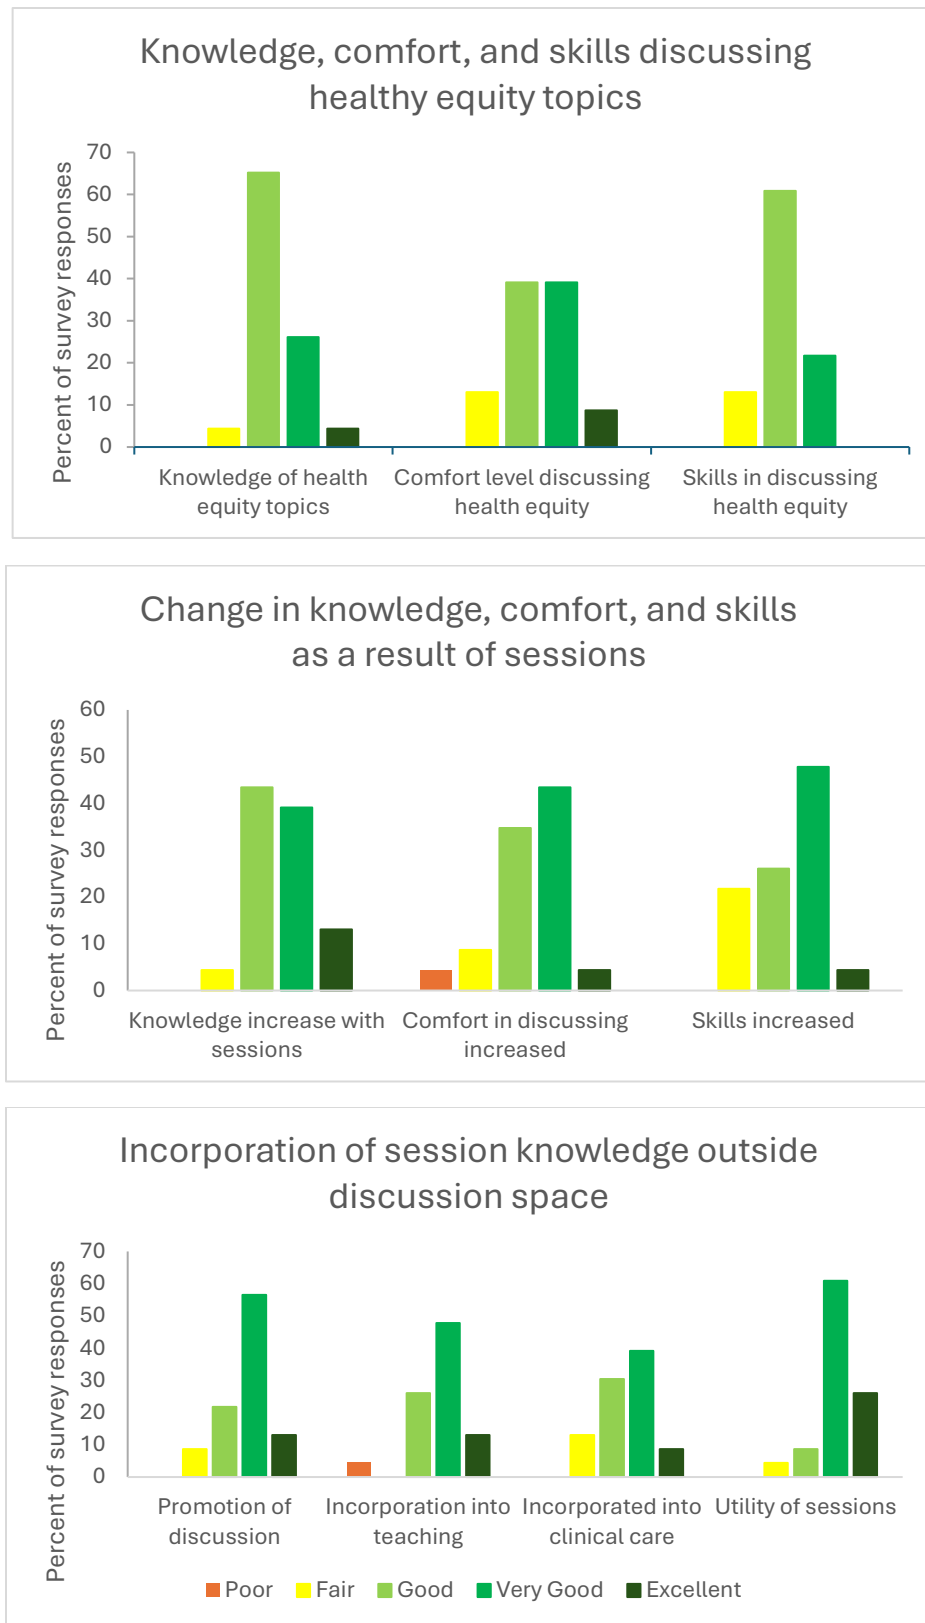 Knowledge, comfort, and skills discussing
healthy equity topics
Percent of survey responses
70
60
50
40
30
20
10
0
Knowledge of health
equity topics
Comfort level discussing
health equity
Skills in discussing
health equity
Change in knowledge, comfort, and skills
as a result of sessions
Percent of survey responses
60
50
40
30
20
10
0
Knowledge increase with
sessions
Comfort in discussing
increased
Skills increased
Incorporation of session knowledge outside
discussion space
Percent of survey responses
70
60
50
40
30
20
10
0
Promotion of
discussion
Incorporation into
teaching
Incorporated into
clinical care
Utility of sessions
Poor Fair Good Very Good Excellent